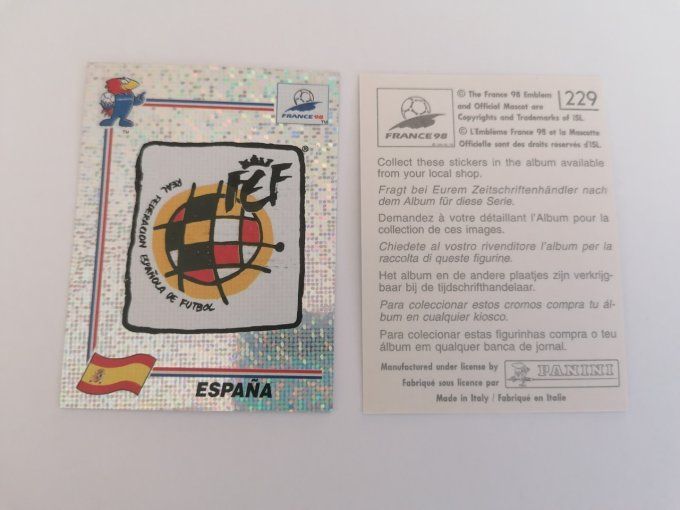 FRANCE 98
TM
TM
®
FEF
REAL FEDERACION ESPAÑOLA DE FUTBOL
ESPAÑA
FRANCE 98
© The France 98 Emblem
and Official Mascot are
Copyrights and Trademarks of ISL.
229
© L'Emblème France 98 et la Mascotte
Officielle sont des droits réservés d'ISL.
Collect these stickers in the album available
from your local shop.
Fragt bei Eurem Zeitschriftenhändler nach
dem Album für diese Serie.
Demandez à votre détaillant l'Album pour la
collection de ces images.
Chiedete al vostro rivenditore l'album per la
raccolta di queste figurine.
Het album en de andere plaatjes zijn verkrijg-
baar bij de tijdschrifthandelaar.
Para coleccionar estos cromos compra tu ál-
bum en cualquier kiosco.
Para colecionar estas figurinhas compra o teu
álbum em qualquer banca de jornal.
Manufactured under license by
Fabriqué sous licence par
PANINI
Made in Italy / Fabriqué en Italie